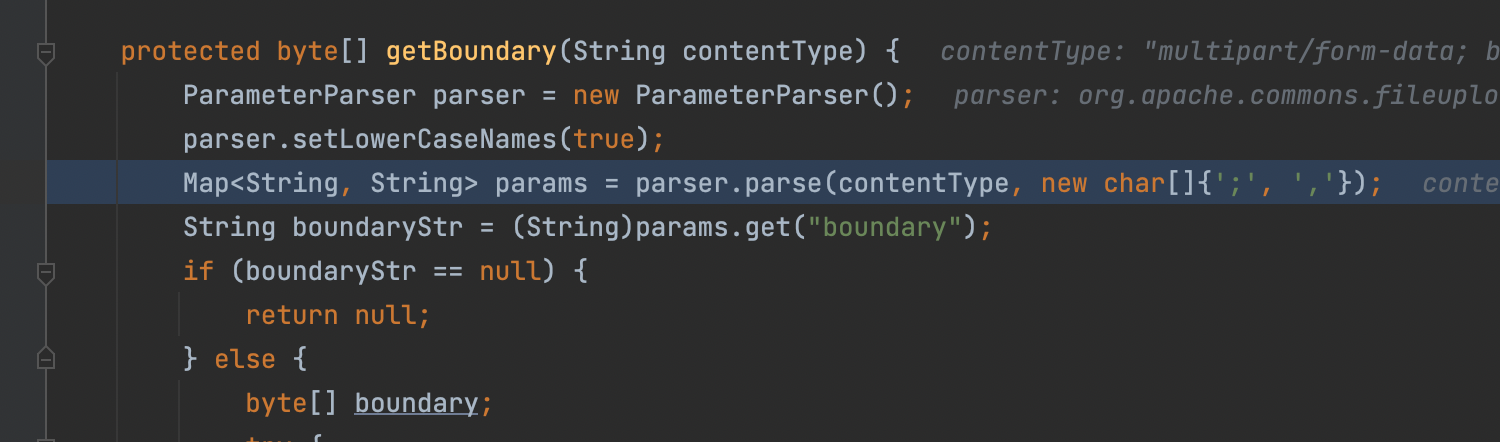 protected byte[] getBoundary(String contentType) {   contentType: "multipart/form-data; b
ParameterParser parser = new ParameterParser();   parser: org.apache.commons.fileuplo
parser.setLowerCaseNames(true);
Map<String, String> params = parser.parse(contentType, new char[]{';', ','});   conte
String boundaryStr = (String)params.get("boundary");
if (boundaryStr == null) {
return null;
} else {
byte[] boundary;
try {